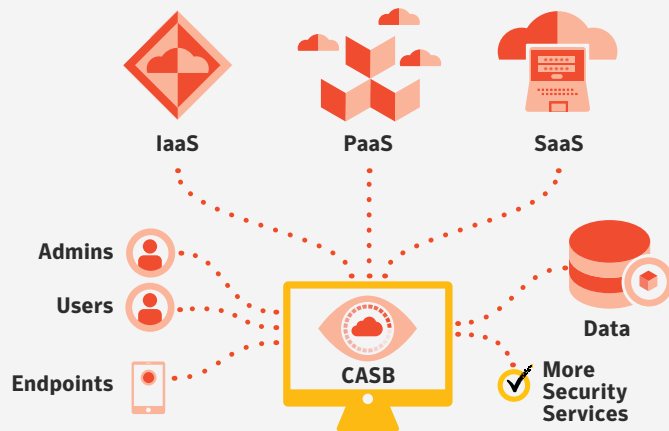 IaaS
PaaS
SaaS
Admins
Users
Endpoints
CASB
Data
More
Security
Services